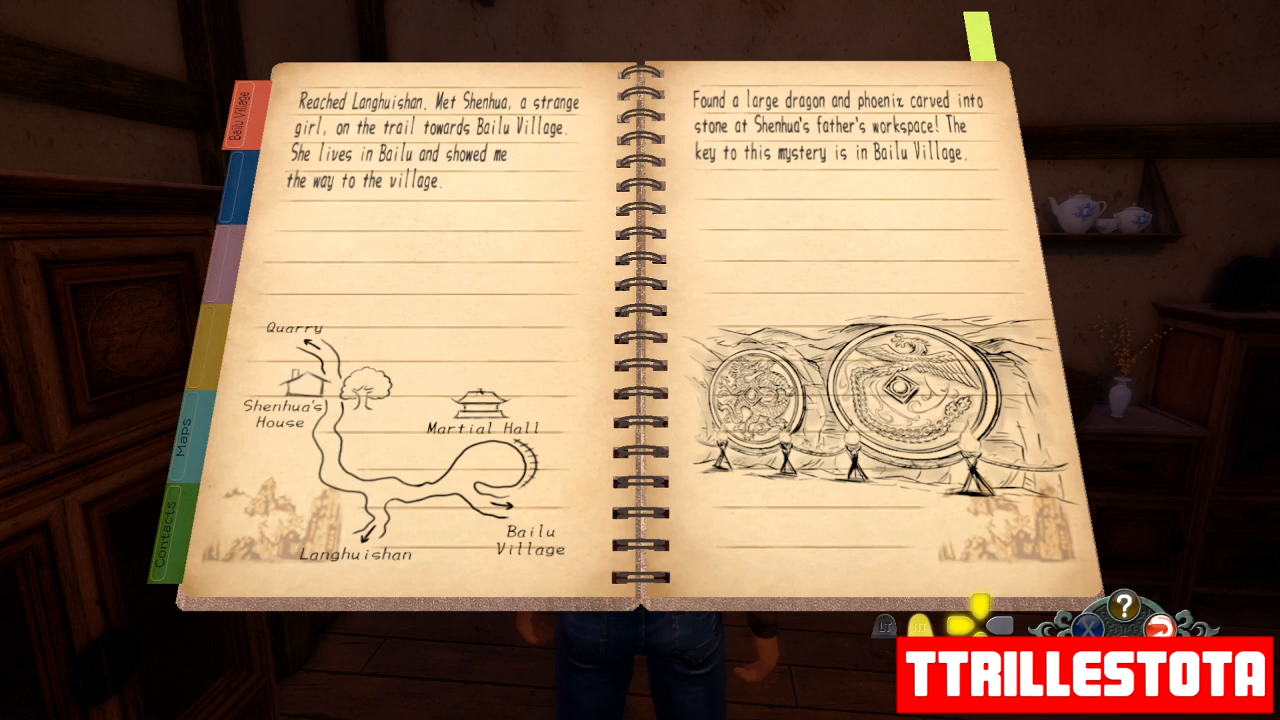 Bailu Village
Maps
Contacts
Reached Langhuishan. Met Shenhua, a strange
girl, on the trail towards Bailu Village.
She lives in Bailu and showed me
the way to the village.
Quarry
Shenhua's
House
Martial Hall
Bailu
Village
Langhuishan
Found a large dragon and phoenix carved into
stone at Shenhua's father's workspace! The
key to this mystery is in Bailu Village.
LT
?
X
TTRILLESTOTA